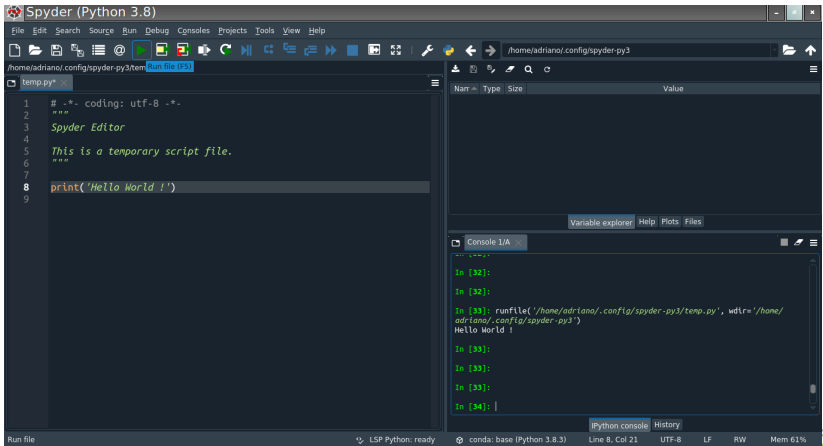 Spyder (Python 3.8)
File Edit Search Source Run Debug Consoles Projects Tools View Help
/home/adriano/.config/spyder-py3
/home/adriano/.config/spyder-py3/tem Run file (F5)
temp.py*
1 # -*- coding: utf-8 -*-
2 """
3 Spyder Editor
4
5 This is a temporary script file.
6 """
7
8 print('Hello World !')
9
Nam Type Size Value
Variable explorer Help Plots Files
Console 1/A
In [32]:
In [32]:
In [33]: runfile('/home/adriano/.config/spyder-py3/temp.py', wdir='/home/
adriano/.config/spyder-py3')
Hello World !
In [33]:
In [33]:
In [33]:
In [34]:
IPython console History
Run file LSP Python: ready conda: base (Python 3.8.3) Line 8, Col 21 UTF-8 LF RW Mem 61%